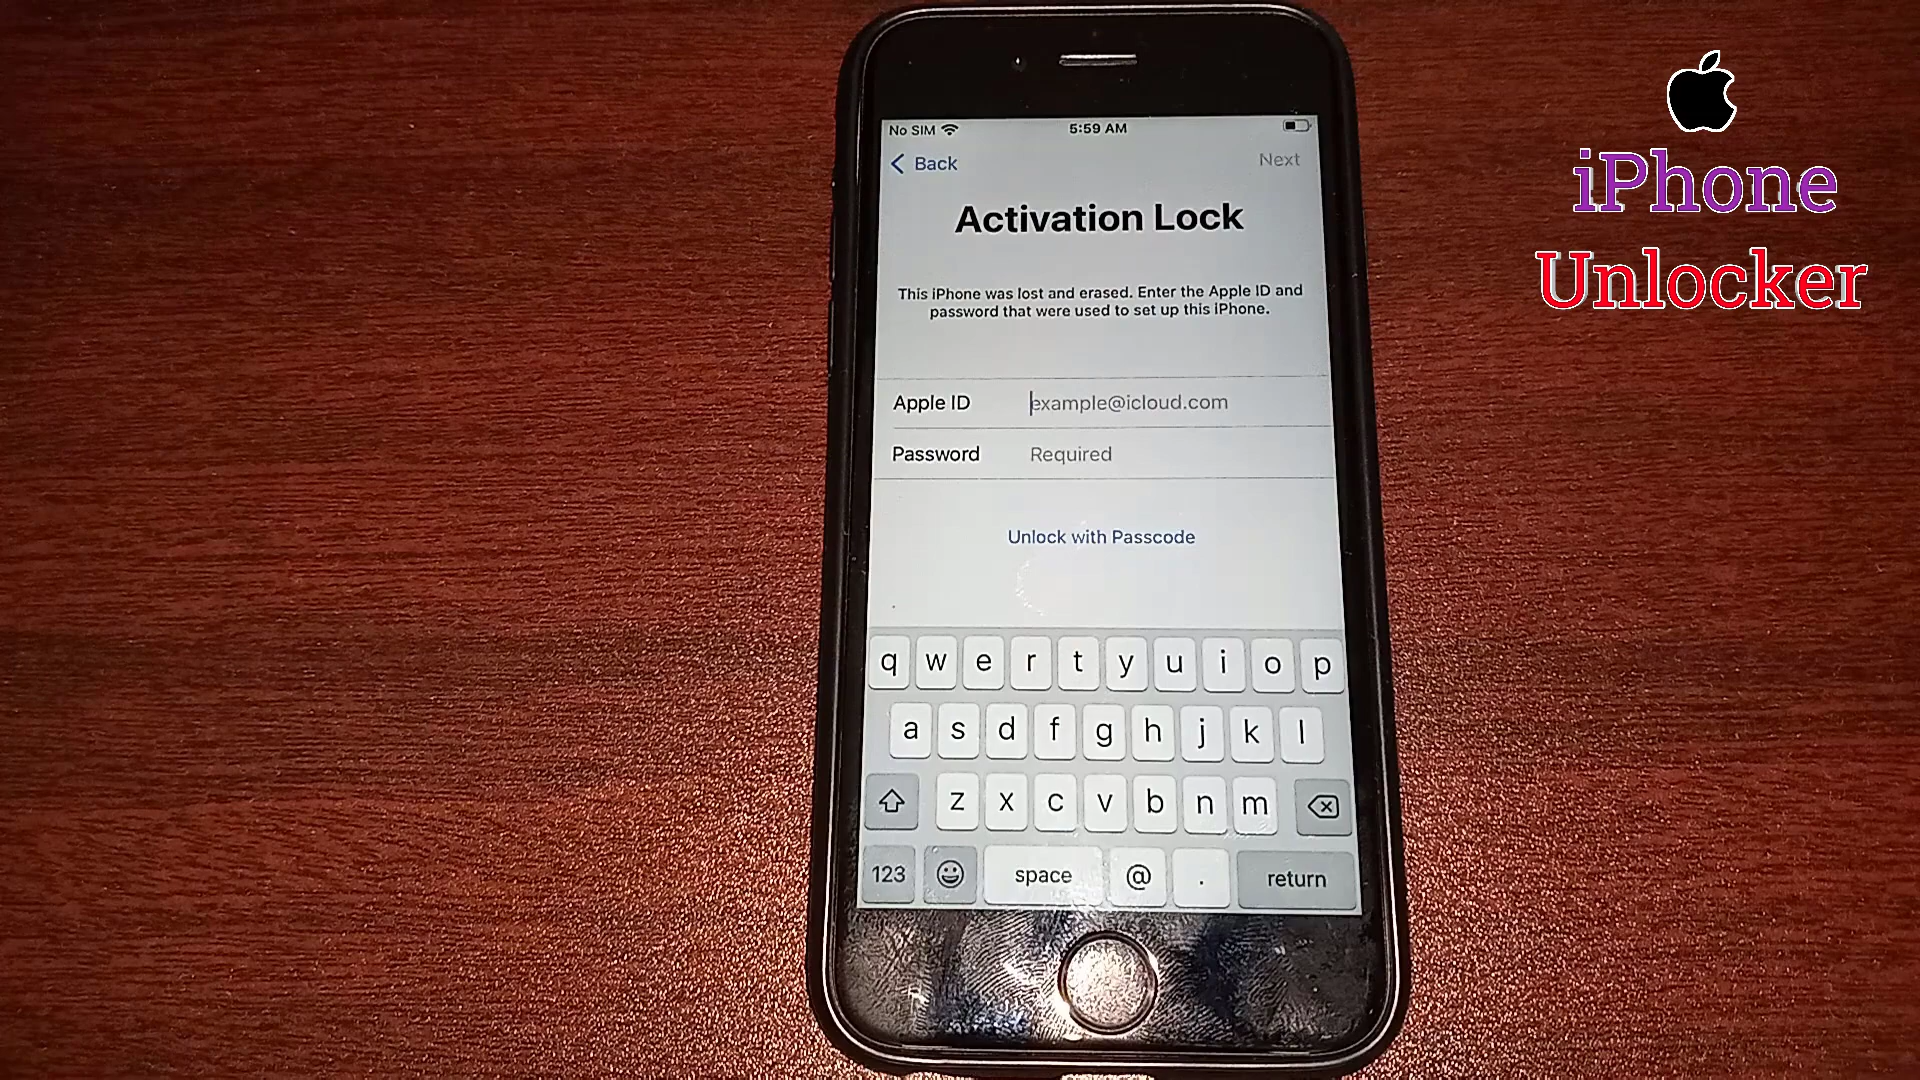 No SIM 5:59 AM
Back Next
Activation Lock
This iPhone was lost and erased. Enter the Apple ID and
password that were used to set up this iPhone.
Apple ID example@icloud.com
Password Required
Unlock with Passcode
q w e r t y u i o p
a s d f g h j k l
z x c v b n m
123 space @ . return
iPhone
Unlocker